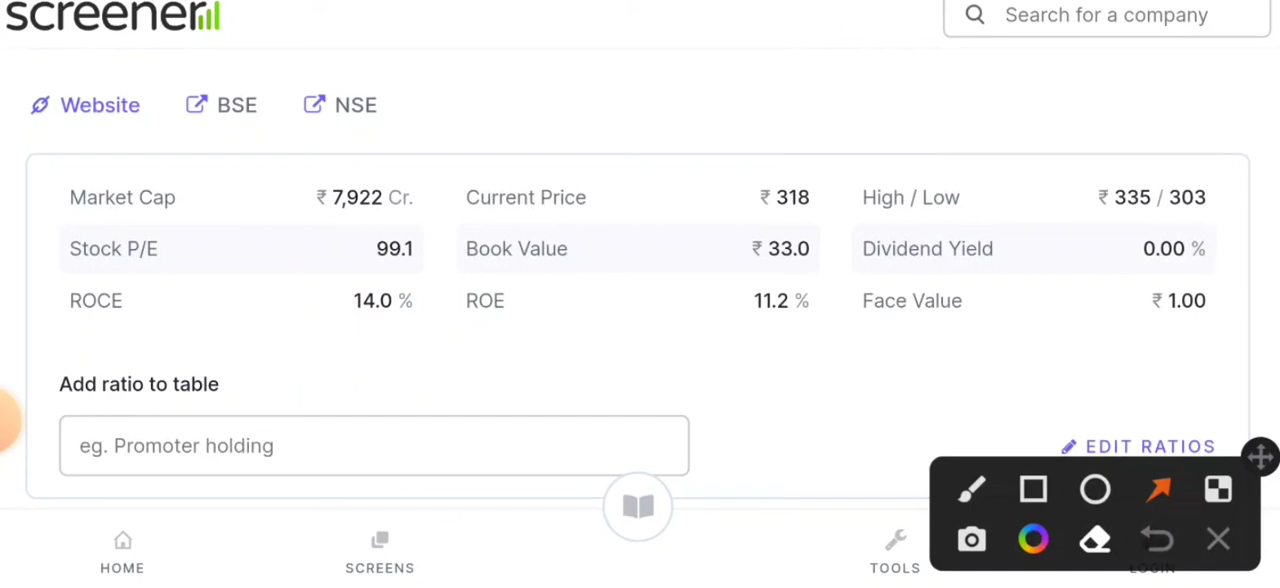 screener
Search for a company
Website BSE NSE
Market Cap ₹ 7,922 Cr. Current Price ₹ 318 High / Low ₹ 335 / 303
Stock P/E 99.1 Book Value ₹ 33.0 Dividend Yield 0.00 %
ROCE 14.0 % ROE 11.2 % Face Value ₹ 1.00
Add ratio to table
eg. Promoter holding
EDIT RATIOS
HOME SCREENS TOOLS LOGIN